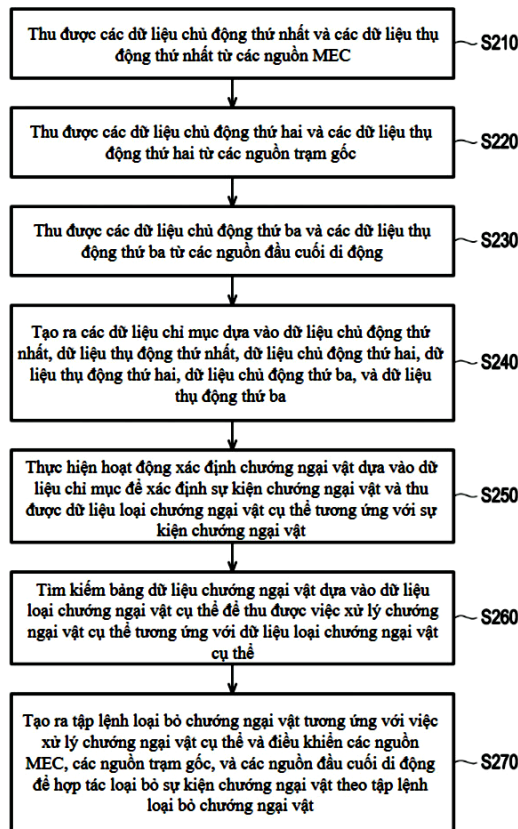 Thu được các dữ liệu chủ động thứ nhất và các dữ liệu thụ
động thứ nhất từ các nguồn MEC
S210
Thu được các dữ liệu chủ động thứ hai và các dữ liệu thụ
động thứ hai từ các nguồn trạm gốc
S220
Thu được các dữ liệu chủ động thứ ba và các dữ liệu thụ
động thứ ba từ các nguồn đầu cuối di động
S230
Tạo ra các dữ liệu chỉ mục dựa vào dữ liệu chủ động thứ
nhất, dữ liệu thụ động thứ nhất, dữ liệu chủ động thứ hai, dữ
liệu thụ động thứ hai, dữ liệu chủ động thứ ba, và dữ liệu
thụ động thứ ba
S240
Thực hiện hoạt động xác định chướng ngại vật dựa vào dữ
liệu chỉ mục để xác định sự kiện chướng ngại vật và thu
được dữ liệu loại chướng ngại vật cụ thể tương ứng với sự
kiện chướng ngại vật
S250
Tìm kiếm bảng dữ liệu chướng ngại vật dựa vào dữ liệu
loại chướng ngại vật cụ thể để thu được việc xử lý chướng
ngại vật cụ thể tương ứng với dữ liệu loại chướng ngại vật
cụ thể
S260
Tạo ra tập lệnh loại bỏ chướng ngại vật tương ứng với việc
xử lý chướng ngại vật cụ thể và điều khiển các nguồn
MEC, các nguồn trạm gốc, và các nguồn đầu cuối di động
để hợp tác loại bỏ sự kiện chướng ngại vật theo tập lệnh
loại bỏ chướng ngại vật
S270